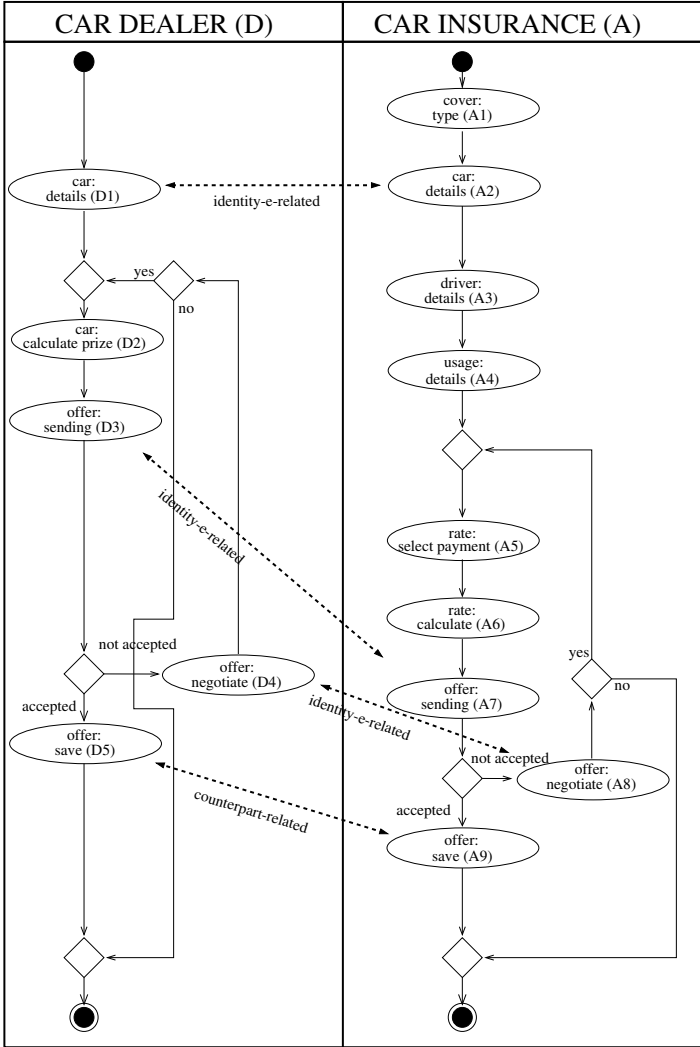 CAR DEALER (D)
CAR INSURANCE (A)
cover:
type (A1)
car:
details (D1)
identity-e-related
car:
details (A2)
yes
no
driver:
details (A3)
car:
calculate prize (D2)
usage:
details (A4)
offer:
sending (D3)
identity-e-related
rate:
select payment (A5)
rate:
calculate (A6)
not accepted
accepted
offer:
negotiate (D4)
yes
no
offer:
sending (A7)
identity-e-related
offer:
save (D5)
not accepted
accepted
offer:
negotiate (A8)
counterpart-related
offer:
save (A9)